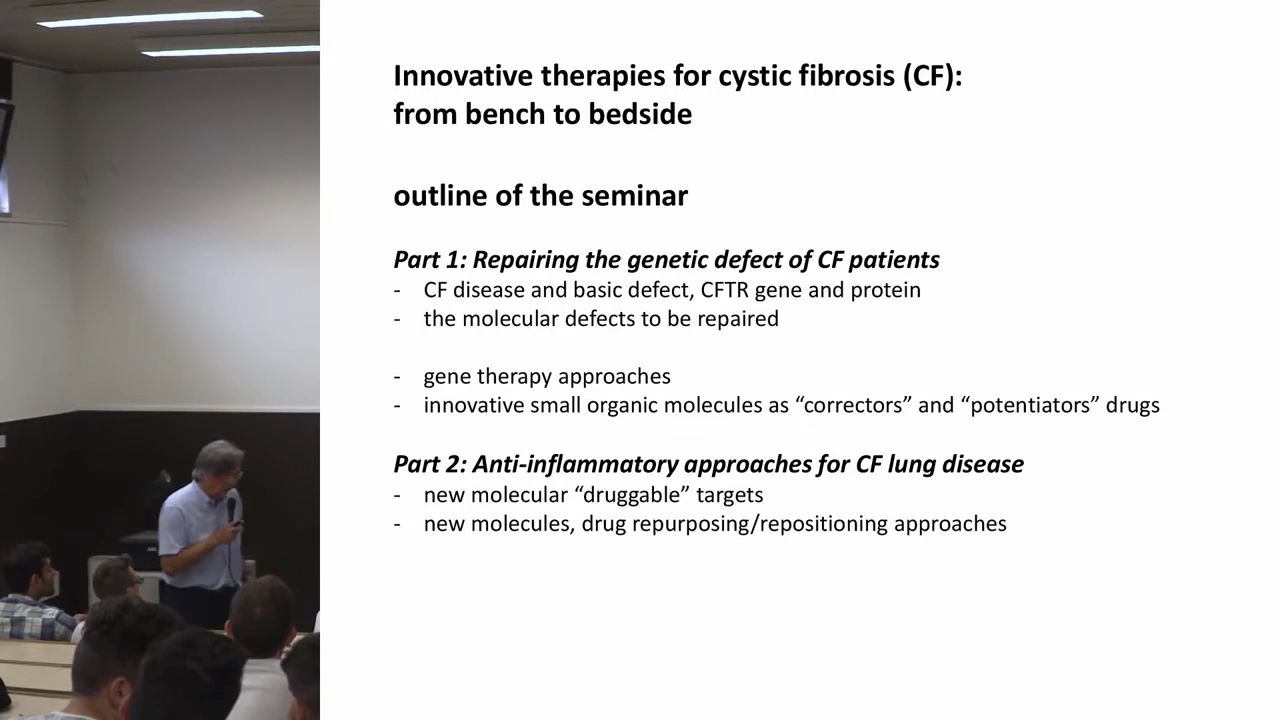 Innovative therapies for cystic fibrosis (CF):
from bench to bedside
outline of the seminar
Part 1: Repairing the genetic defect of CF patients
- CF disease and basic defect, CFTR gene and protein
- the molecular defects to be repaired
- gene therapy approaches
- innovative small organic molecules as “correctors” and “potentiators” drugs
Part 2: Anti-inflammatory approaches for CF lung disease
- new molecular “druggable” targets
- new molecules, drug repurposing/repositioning approaches